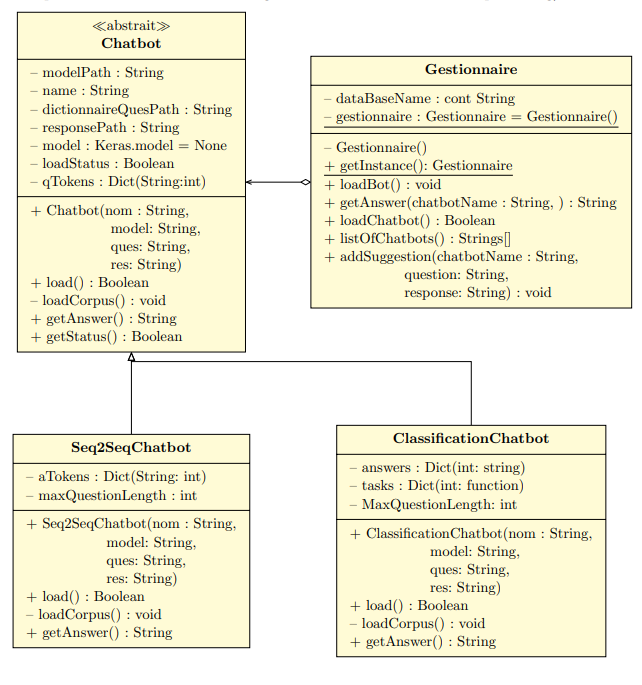 ≪abstrait≫
Chatbot
– modelPath : String
– name : String
– dictionnaireQuesPath : String
– responsePath : String
– model : Keras.model = None
– loadStatus : Boolean
– qTokens : Dict(String:int)
+ Chatbot(nom : String,
model: String,
ques: String,
res: String)
+ load() : Boolean
– loadCorpus() : void
+ getAnswer() : String
+ getStatus() : Boolean
Gestionnaire
– dataBaseName : cont String
– gestionnaire : Gestionnaire = Gestionnaire()
– Gestionnaire()
+ getInstance(): Gestionnaire
+ loadBot() : void
+ getAnswer(chatbotName : String, ) : String
+ loadChatbot() : Boolean
+ listOfChatbots() : Strings[]
+ addSuggestion(chatbotName : String,
question: String,
response: String) : void
Seq2SeqChatbot
– aTokens : Dict(String: int)
– maxQuestionLength : int
+ Seq2SeqChatbot(nom : String,
model: String,
ques: String,
res: String)
+ load() : Boolean
– loadCorpus() : void
+ getAnswer() : String
ClassificationChatbot
– answers : Dict(int: string)
– tasks : Dict(int: function)
– MaxQuestionLength: int
+ ClassificationChatbot(nom : String,
model: String,
ques: String,
res: String)
+ load() : Boolean
– loadCorpus() : void
+ getAnswer() : String